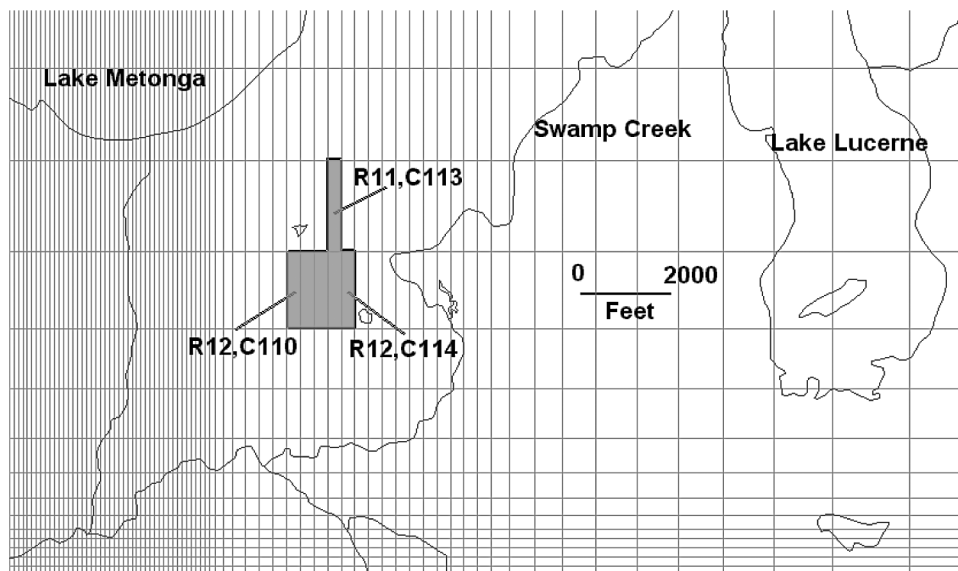 Lake Metonga
Swamp Creek
Lake Lucerne
R11,C113
0 2000
Feet
R12,C110
R12,C114